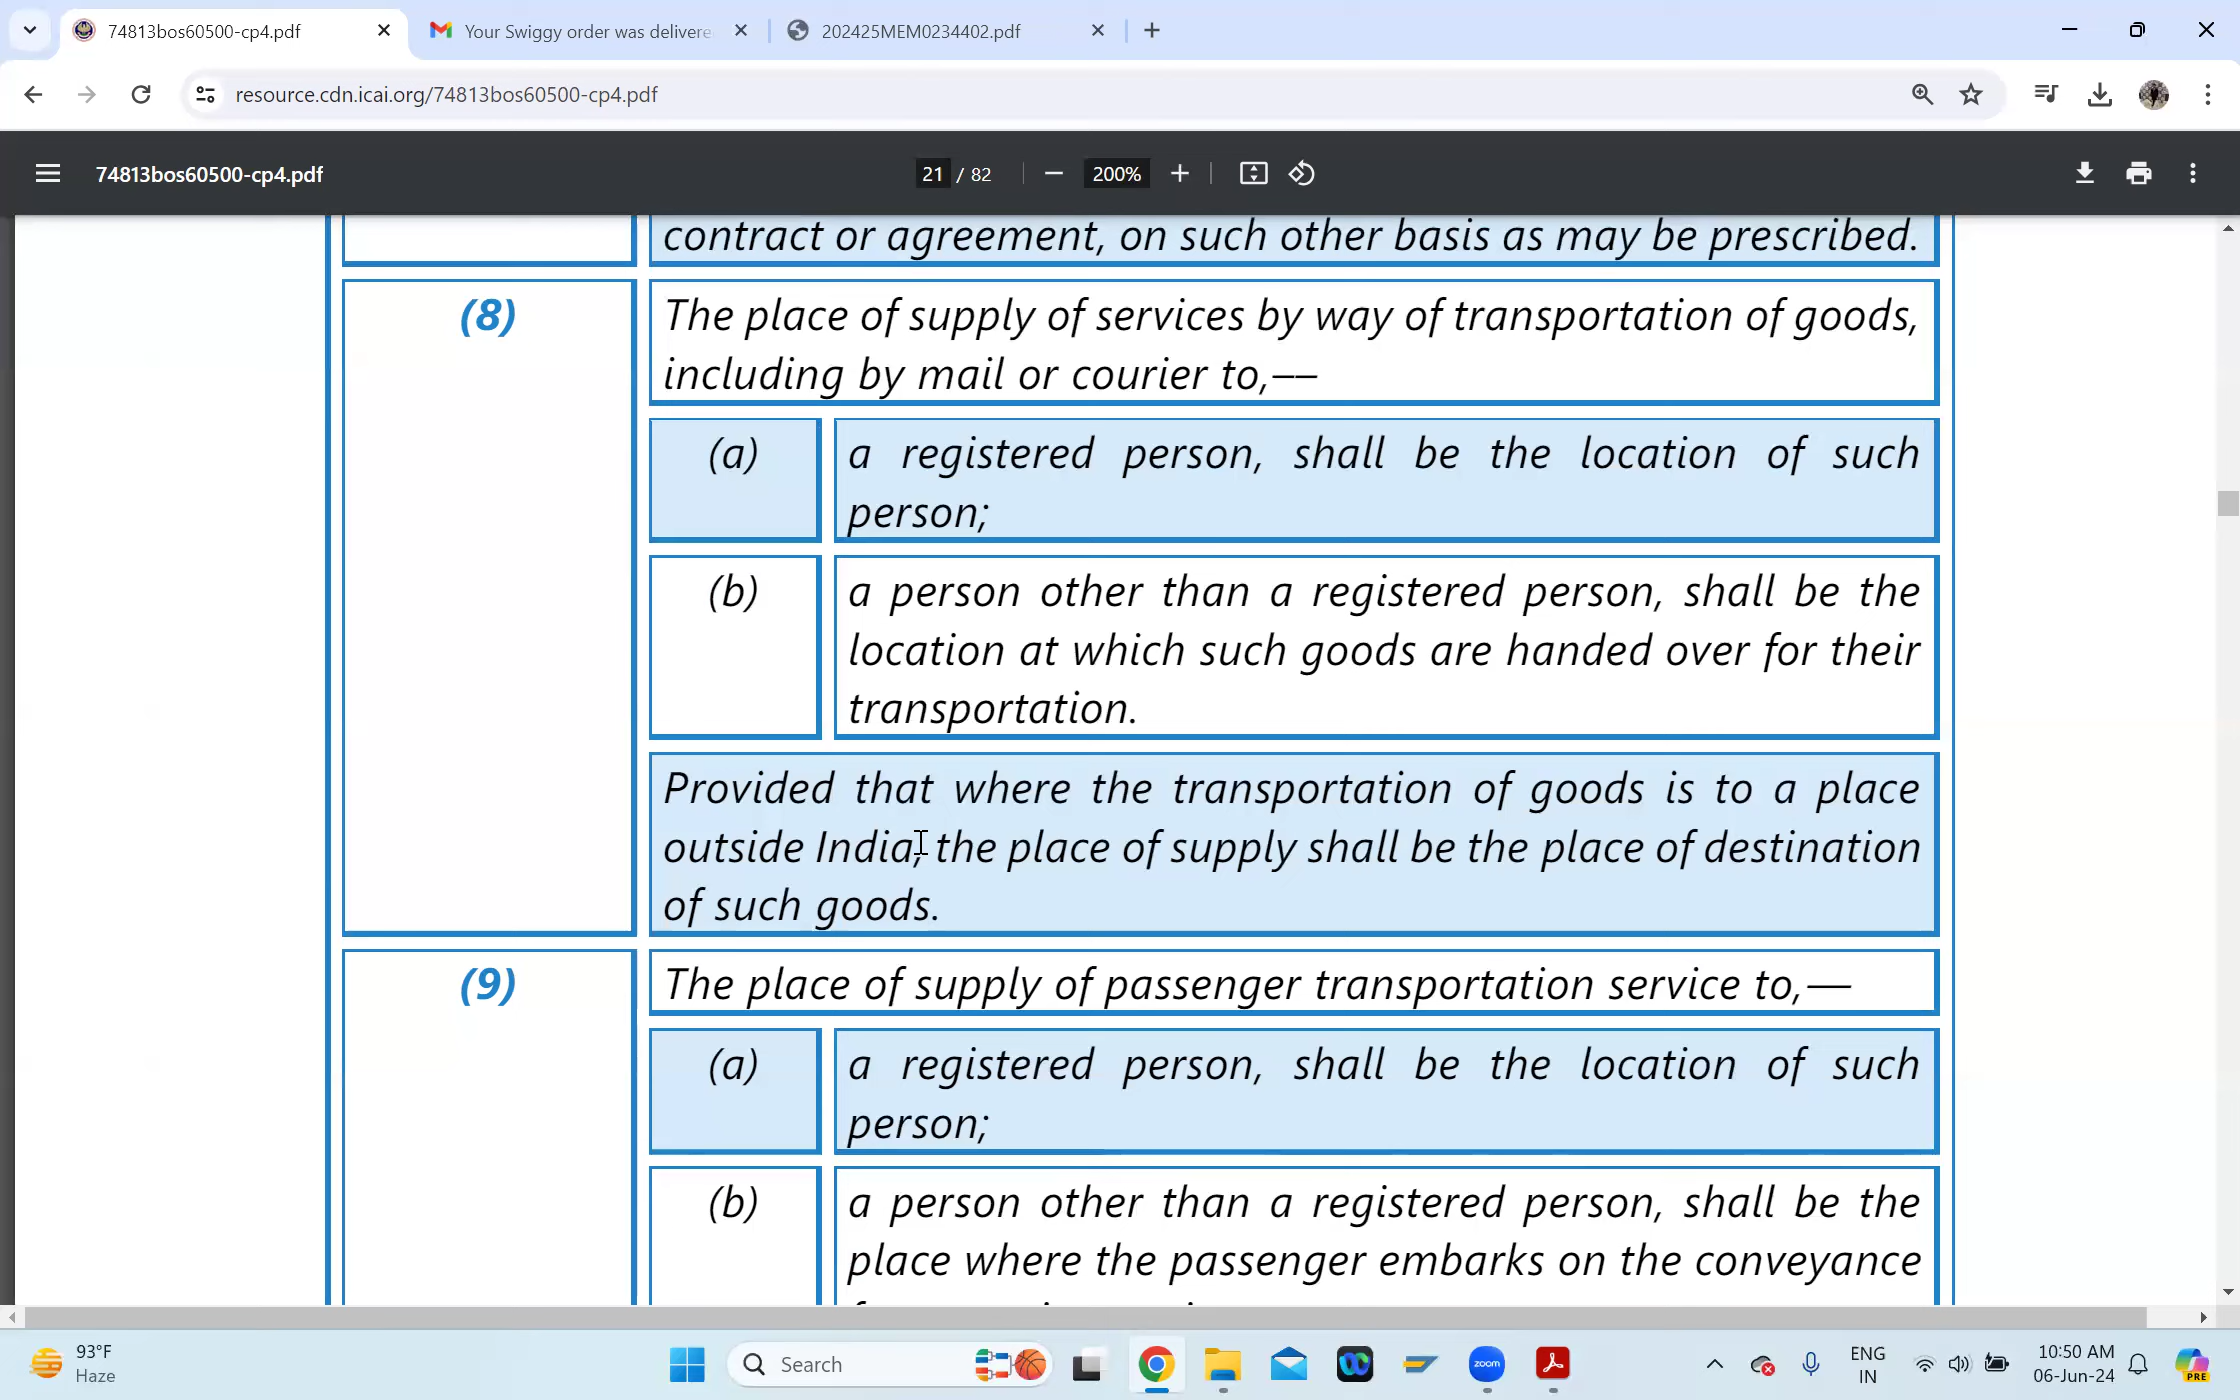 74813bos60500-cp4.pdf
Your Swiggy order was delivere
202425MEM0234402.pdf
resource.cdn.icai.org/74813bos60500-cp4.pdf
74813bos60500-cp4.pdf
21 / 82
200%
contract or agreement, on such other basis as may be prescribed.
(8)
The place of supply of services by way of transportation of goods,
including by mail or courier to,––
(a)
a registered person, shall be the location of such
person;
(b)
a person other than a registered person, shall be the
location at which such goods are handed over for their
transportation.
Provided that where the transportation of goods is to a place
outside India, the place of supply shall be the place of destination
of such goods.
(9)
The place of supply of passenger transportation service to,—
(a)
a registered person, shall be the location of such
person;
(b)
a person other than a registered person, shall be the
place where the passenger embarks on the conveyance
93°F
Haze
Search
zoom
ENG
IN
10:50 AM
06-Jun-24
PRE